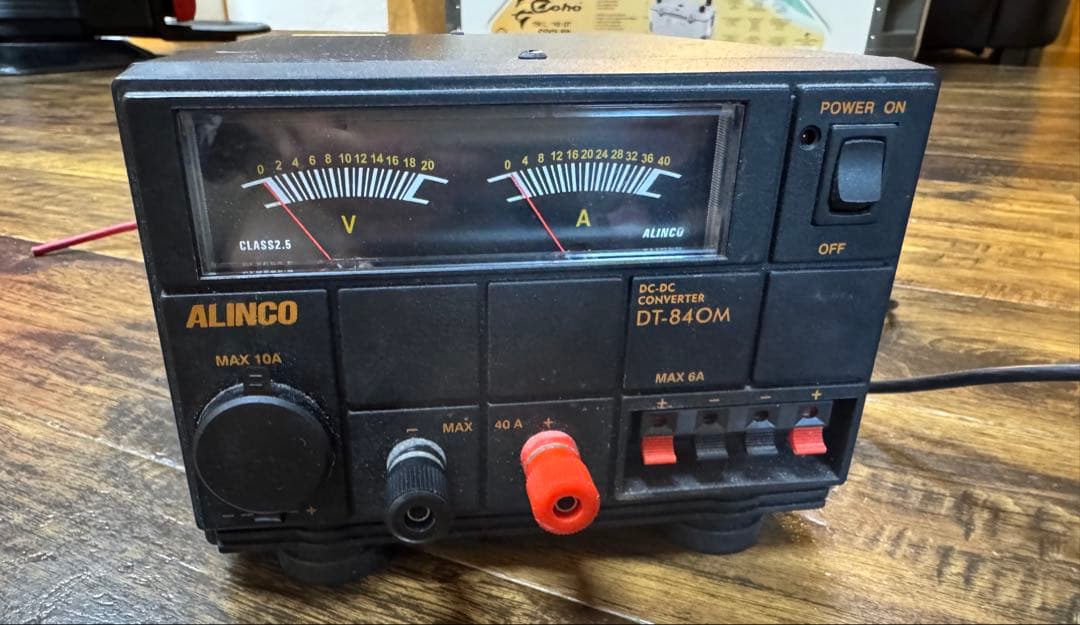 Coho
POWER ON
0 2 4 6 8 10 12 14 16 18 20
0 4 8 12 16 20 24 28 32 36 40
V
A
CLASS2.5
ALINCO
OFF
ALINCO
DC-DC
CONVERTER
DT-840M
MAX 10A
MAX 6A
− MAX 40 A +
+ − − +
− +